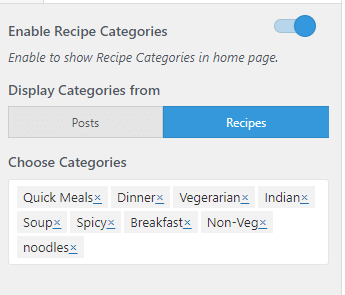 Enable Recipe Categories
Enable to show Recipe Categories in home page.
Display Categories from
Posts Recipes
Choose Categories
Quick Meals× Dinner× Vegerarian× Indian×
Soup× Spicy× Breakfast× Non-Veg×
noodles×